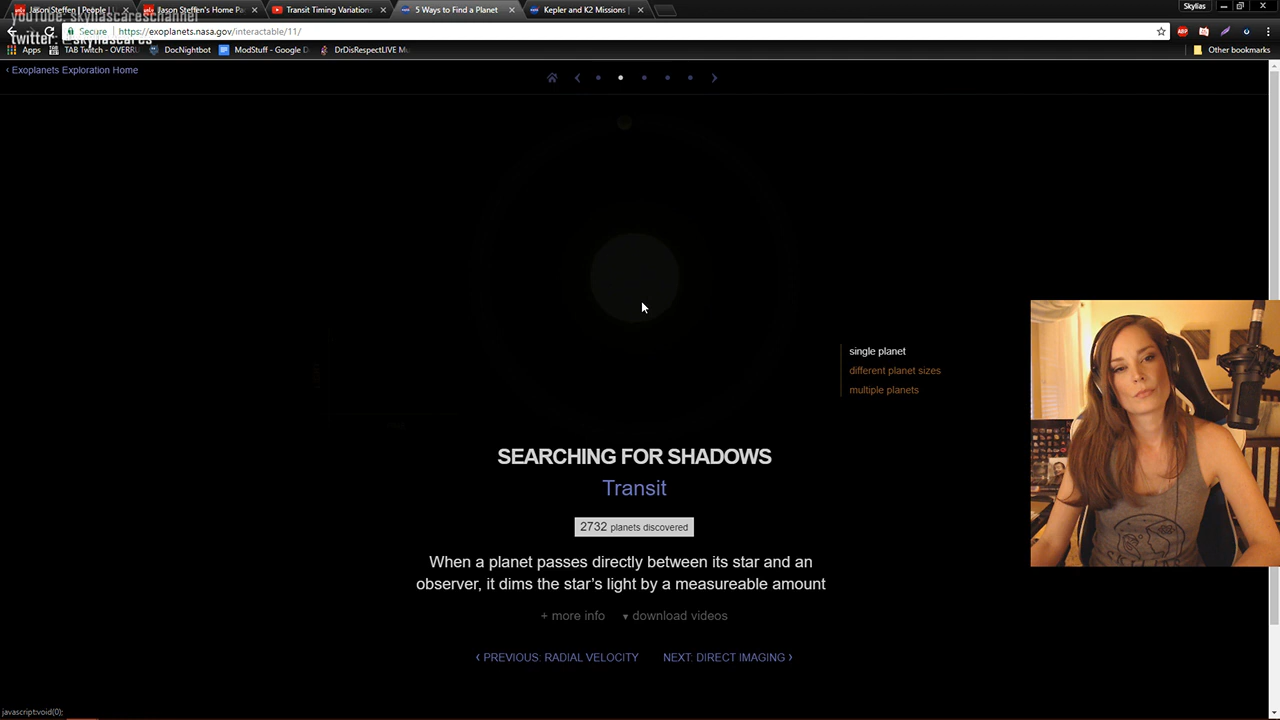 youtube: skyliascareschannel
twitter: @skyliascares
Jason Steffen | People | U
Jason Steffen's Home Pa
Transit Timing Variations
5 Ways to Find a Planet
Kepler and K2 Missions |
Skylias
Secure
https://exoplanets.nasa.gov/interactable/11/
Apps
TAB Twitch - OVERRU
DocNightbot
ModStuff - Google D
DrDisRespectLIVE Mu
Other bookmarks
‹ Exoplanets Exploration Home
single planet
different planet sizes
multiple planets
SEARCHING FOR SHADOWS
Transit
2732 planets discovered
When a planet passes directly between its star and an
observer, it dims the star's light by a measureable amount
+ more info ▾ download videos
‹ PREVIOUS: RADIAL VELOCITY NEXT: DIRECT IMAGING ›
javascript:void(0);